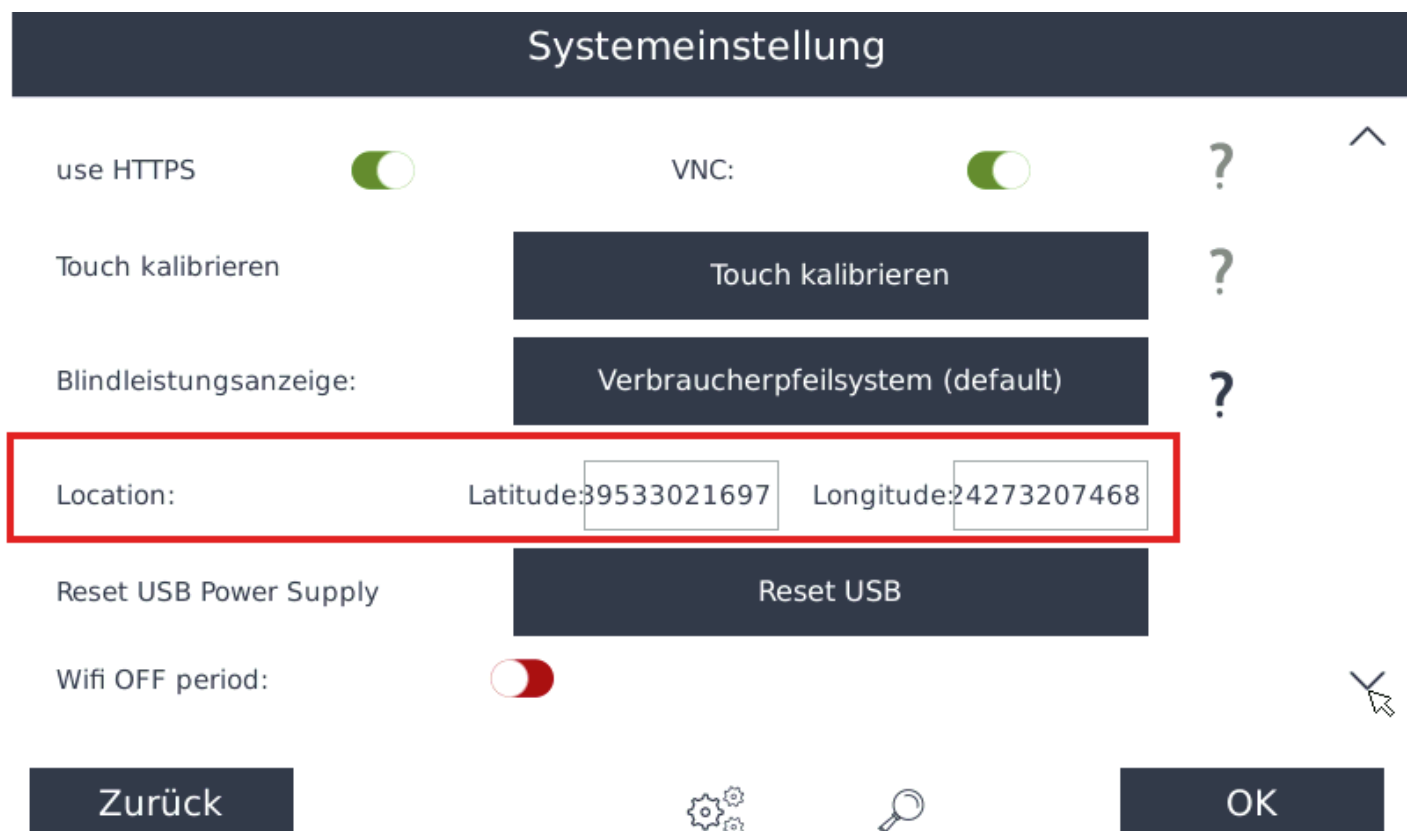 Systemeinstellung
use HTTPS VNC: ?
Touch kalibrieren Touch kalibrieren ?
Blindleistungsanzeige: Verbraucherpfeilsystem (default) ?
Location: Latitude: 39533021697 Longitude: 24273207468
Reset USB Power Supply Reset USB
Wifi OFF period:
Zurück OK